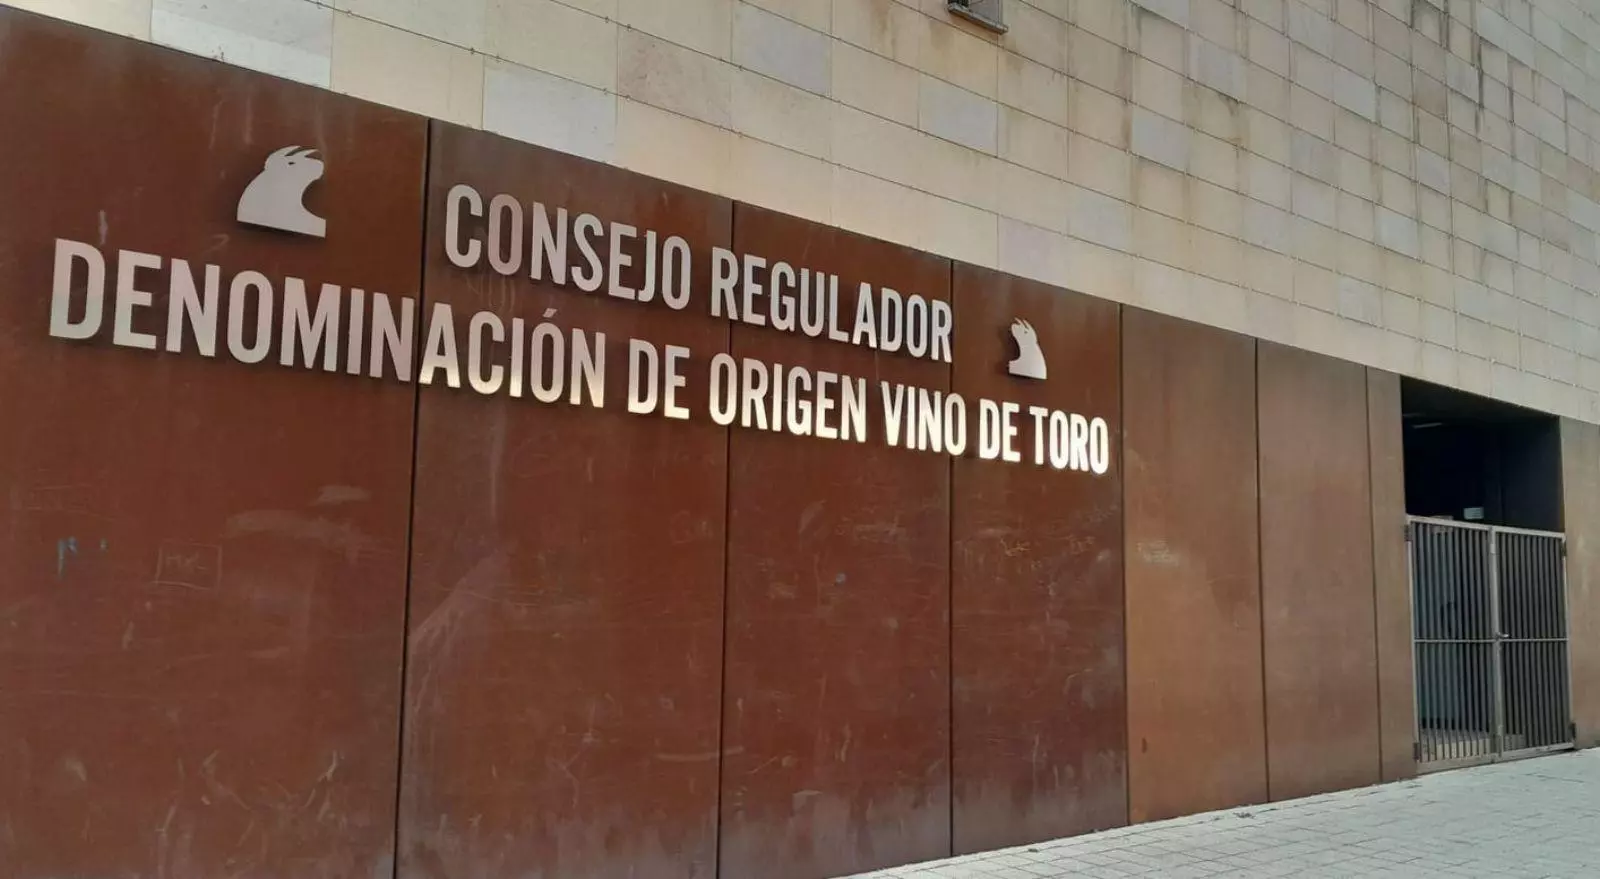 CONSEJO REGULADOR
DENOMINACIÓN DE ORIGEN VINO DE TORO